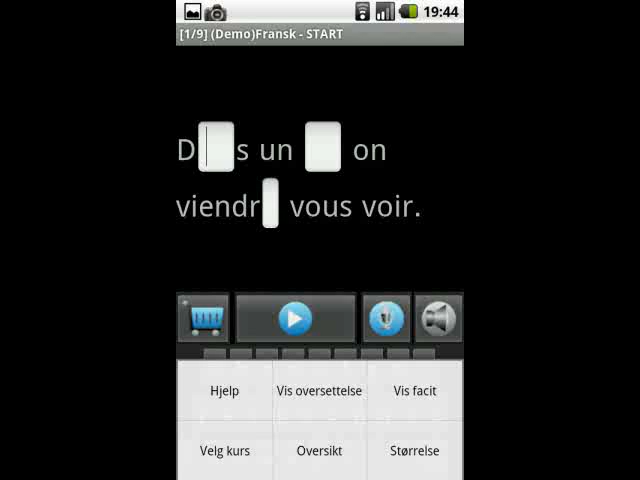 19:44
[1/9] (Demo)Fransk - START
D s un on
viendr vous voir.
Hjelp Vis oversettelse Vis facit
Velg kurs Oversikt Størrelse